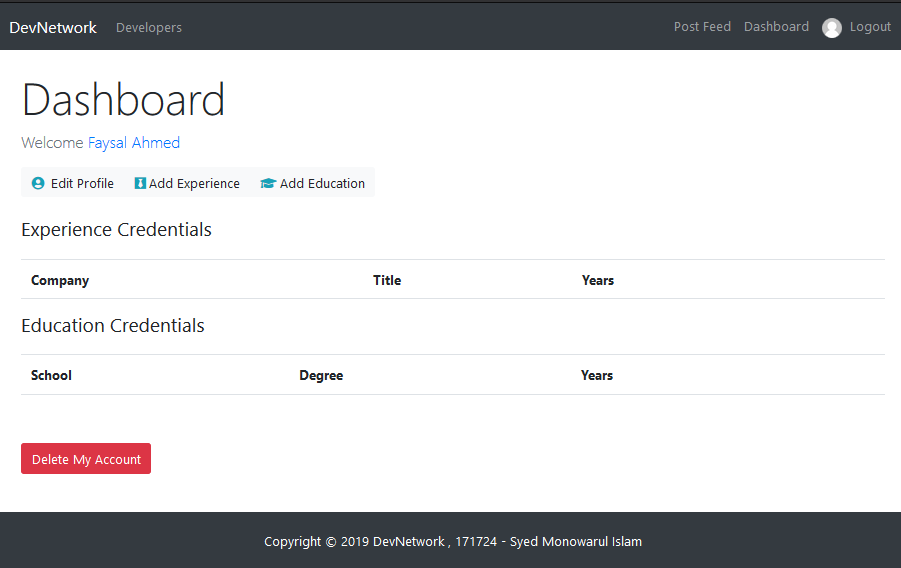 DevNetwork Developers Post Feed Dashboard Logout
Dashboard
Welcome Faysal Ahmed
Edit Profile Add Experience Add Education
Experience Credentials
Company Title Years
Education Credentials
School Degree Years
Delete My Account
Copyright © 2019 DevNetwork , 171724 - Syed Monowarul Islam